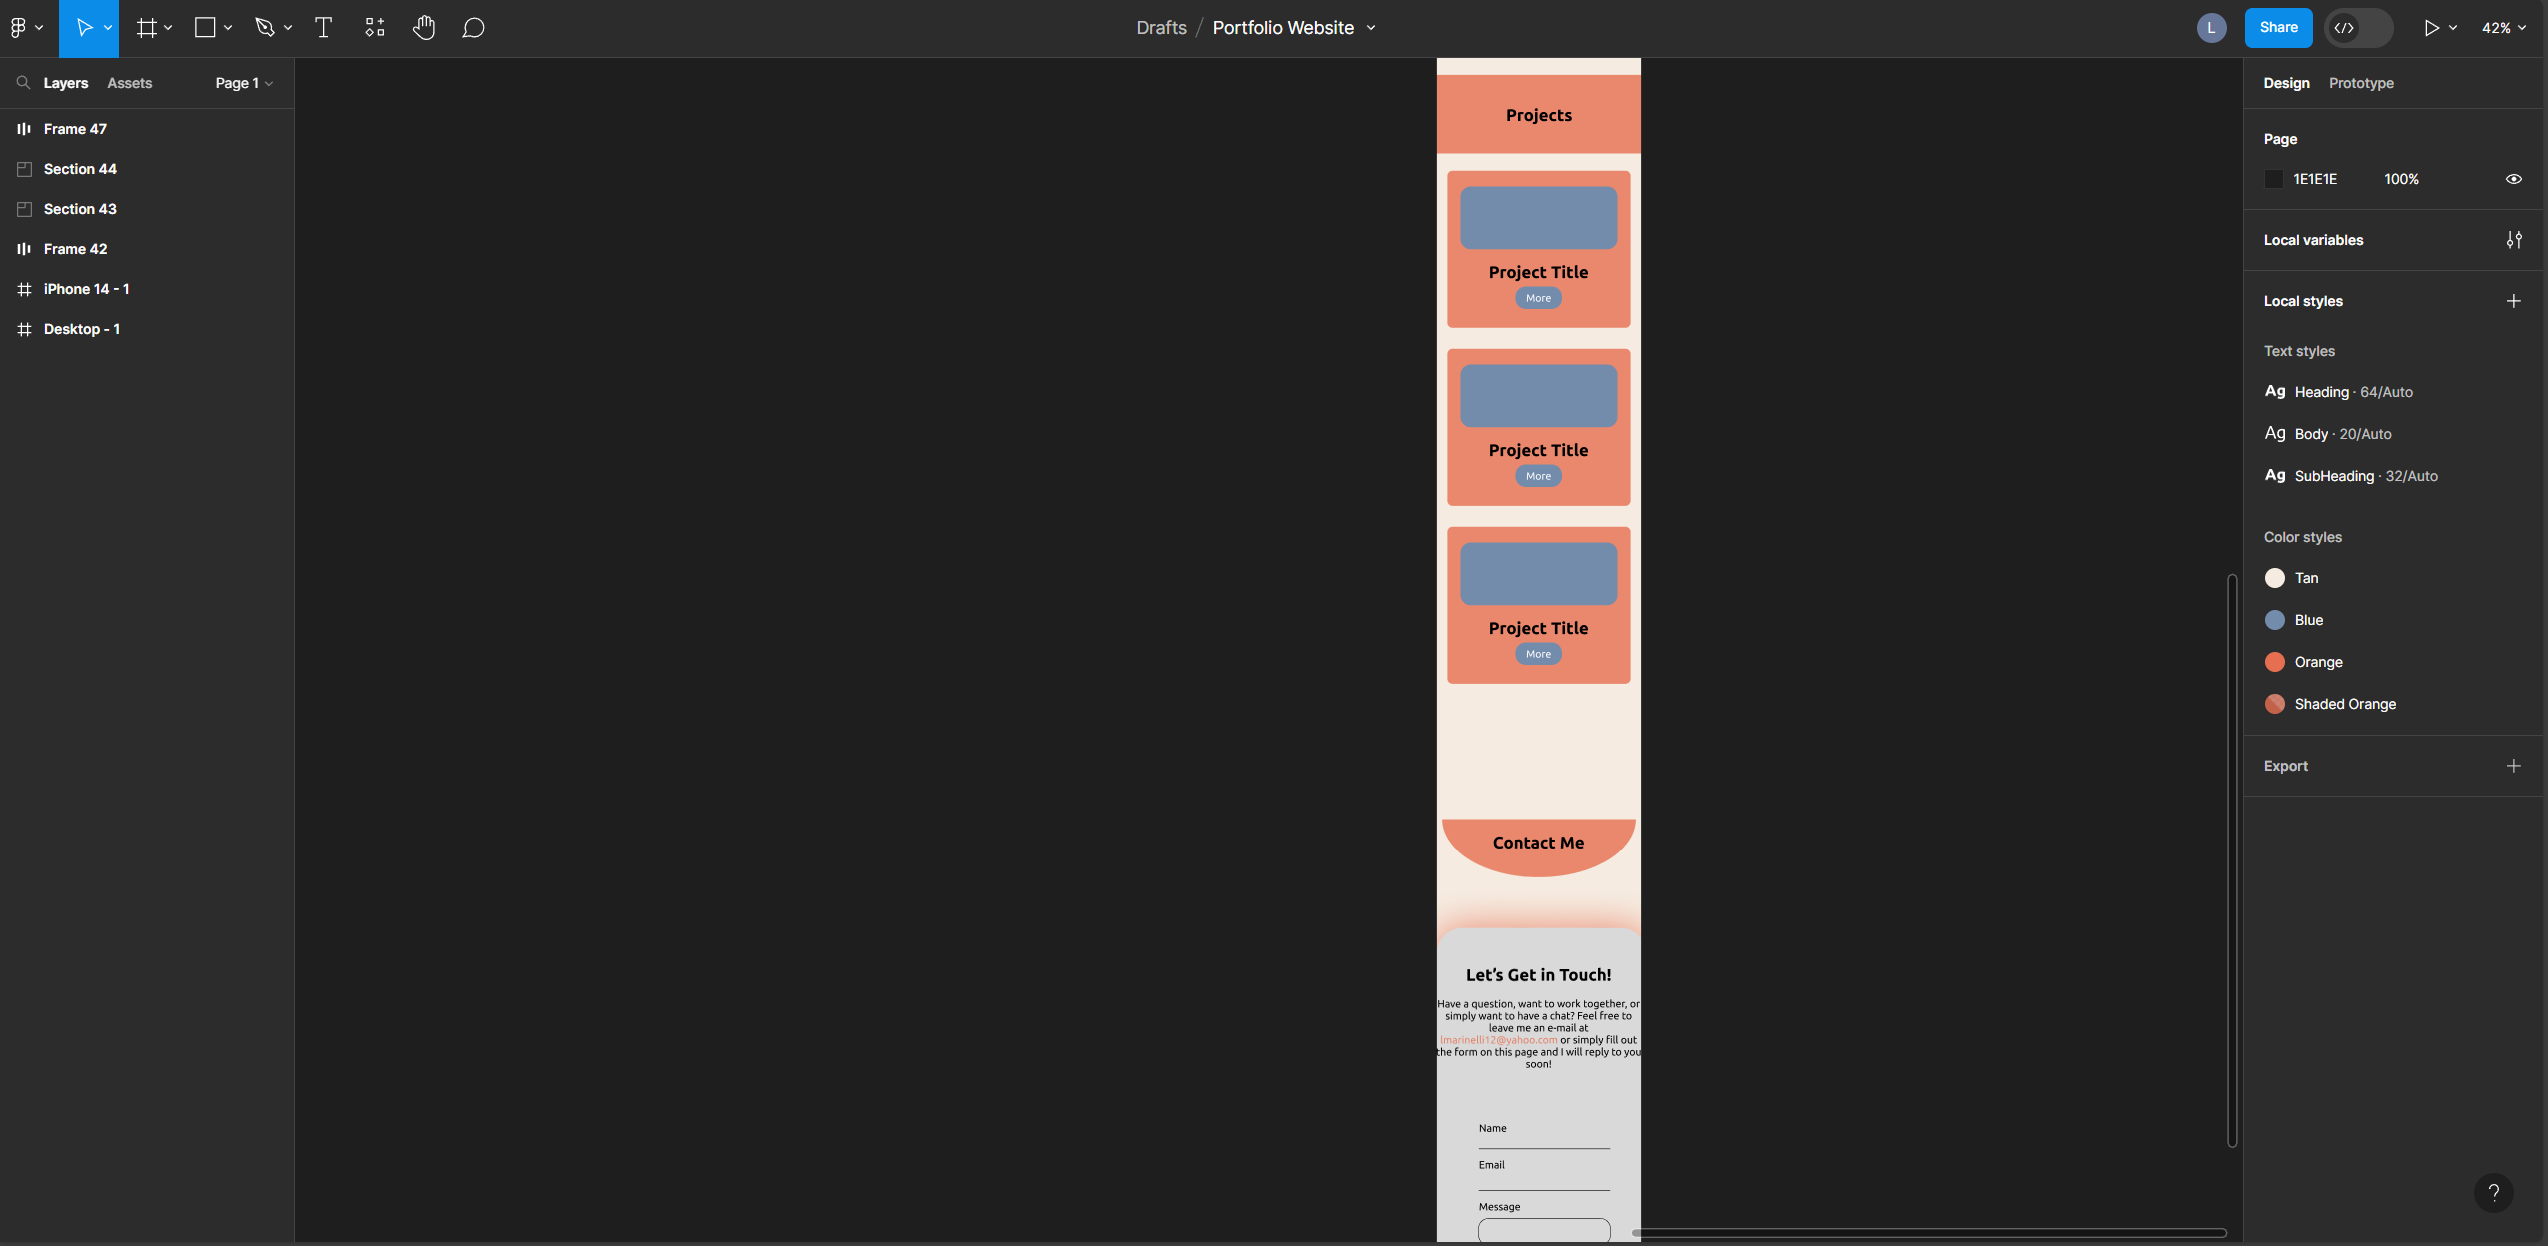 Drafts / Portfolio Website
L
Share
42%
Layers
Assets
Page 1
Frame 47
Section 44
Section 43
Frame 42
iPhone 14 - 1
Desktop - 1
Projects
Project Title
More
Project Title
More
Project Title
More
Contact Me
Let’s Get in Touch!
Have a question, want to work together, or
simply want to have a chat? Feel free to
leave me an e-mail at
lmarinelli12@yahoo.com or simply fill out
the form on this page and I will reply to you
soon!
Name
Email
Message
Design
Prototype
Page
1E1E1E
100%
Local variables
Local styles
Text styles
Ag Heading · 64/Auto
Ag Body · 20/Auto
Ag SubHeading · 32/Auto
Color styles
Tan
Blue
Orange
Shaded Orange
Export
?